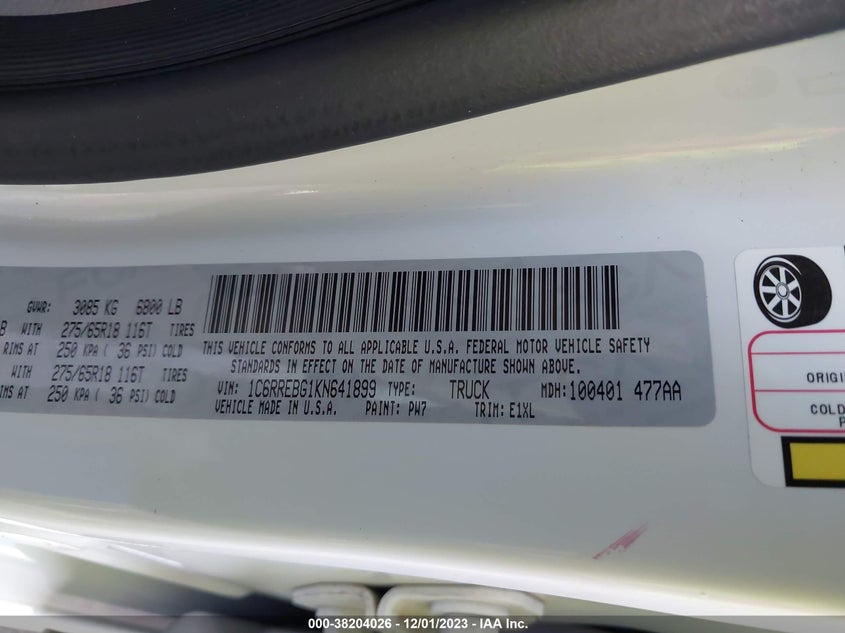 GVWR: 3085 KG 6800 LB
B WITH 275/65R18 116T TIRES
RIMS AT 250 KPA ( 36 PSI) COLD
WITH 275/65R18 116T TIRES
RIMS AT 250 KPA ( 36 PSI) COLD
THIS VEHICLE CONFORMS TO ALL APPLICABLE U.S.A. FEDERAL MOTOR VEHICLE SAFETY
STANDARDS IN EFFECT ON THE DATE OF MANUFACTURE SHOWN ABOVE.
VIN: 1C6RREBG1KN641899 TYPE: TRUCK MDH: 100401 477AA
VEHICLE MADE IN U.S.A. PAINT: PW7 TRIM: E1XL
ORIGI
COLD
P
000-38204026 - 12/01/2023 - IAA Inc.